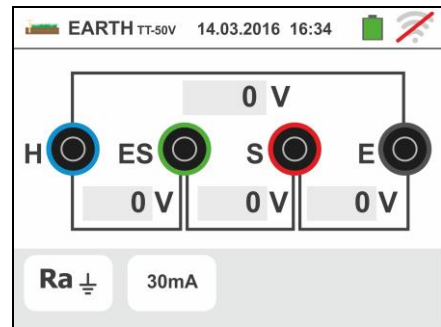 EARTH TT-50V 14.03.2016 16:34
0 V
H ES S E
0 V 0 V 0 V
Ra 30mA